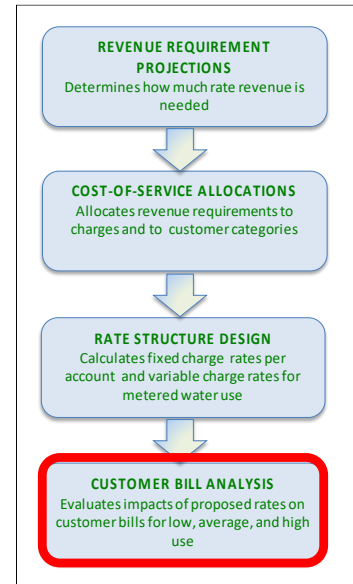 REVENUE REQUIREMENT
PROJECTIONS
Determines how much rate revenue is
needed
COST-OF-SERVICE ALLOCATIONS
Allocates revenue requirements to
charges and to customer categories
RATE STRUCTURE DESIGN
Calculates fixed charge rates per
account and variable charge rates for
metered water use
CUSTOMER BILL ANALYSIS
Evaluates impacts of proposed rates on
customer bills for low, average, and high
use